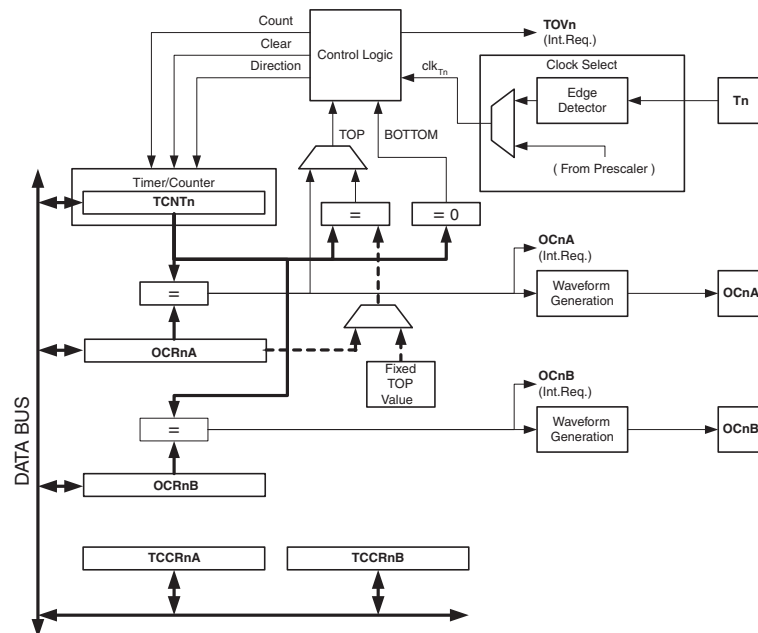 Count
Clear
Direction
Control Logic
TOVn
(Int.Req.)
clkTn
Clock Select
Edge
Detector
Tn
( From Prescaler )
TOP
BOTTOM
Timer/Counter
TCNTn
=
= 0
OCnA
(Int.Req.)
=
Waveform
Generation
OCnA
OCRnA
Fixed
TOP
Value
OCnB
(Int.Req.)
=
Waveform
Generation
OCnB
OCRnB
DATA BUS
TCCRnA
TCCRnB